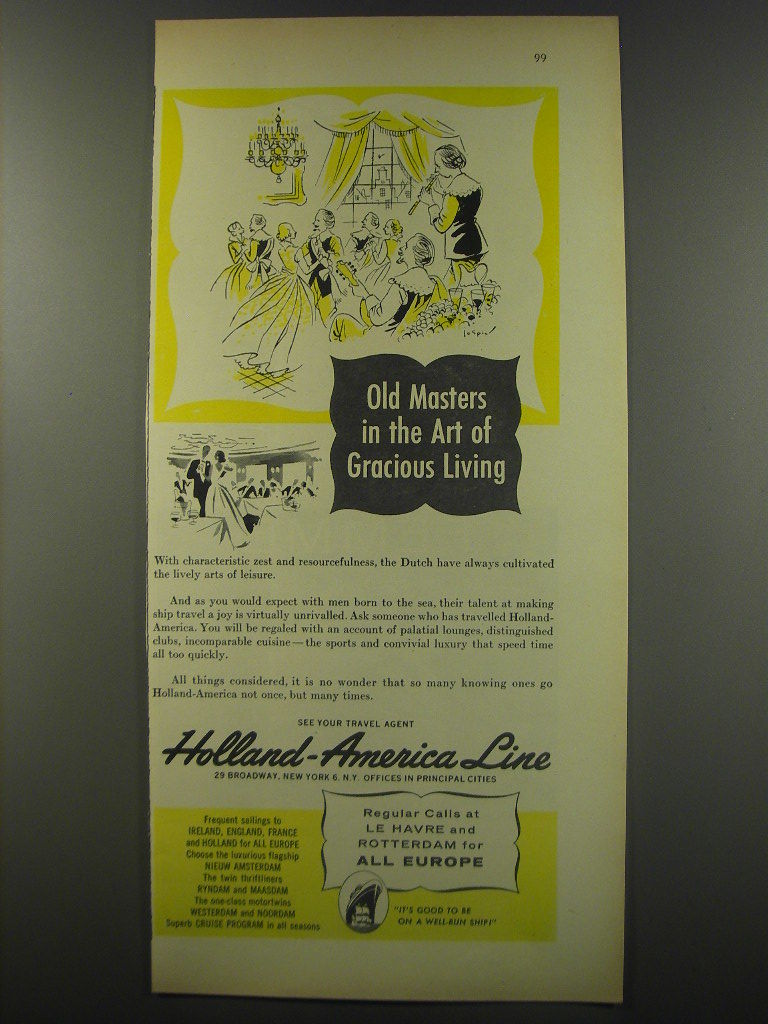 99
Old Masters
in the Art of
Gracious Living
With characteristic zest and resourcefulness, the Dutch have always cultivated
the lively arts of leisure.
And as you would expect with men born to the sea, their talent at making
ship travel a joy is virtually unrivalled. Ask someone who has travelled Holland-
America. You will be regaled with an account of palatial lounges, distinguished
clubs, incomparable cuisine—the sports and convivial luxury that speed time
all too quickly.
All things considered, it is no wonder that so many knowing ones go
Holland-America not once, but many times.
SEE YOUR TRAVEL AGENT
Holland-America Line
29 BROADWAY, NEW YORK 6, N.Y. OFFICES IN PRINCIPAL CITIES
Frequent sailings to
IRELAND, ENGLAND, FRANCE
and HOLLAND for ALL EUROPE
Choose the luxurious flagship
NIEUW AMSTERDAM
The twin thriftliners
RYNDAM and MAASDAM
The one-class motortwins
WESTERDAM and NOORDAM
Superb CRUISE PROGRAM in all seasons
Regular Calls at
LE HAVRE and
ROTTERDAM for
ALL EUROPE
"IT'S GOOD TO BE
ON A WELL-RUN SHIP!"